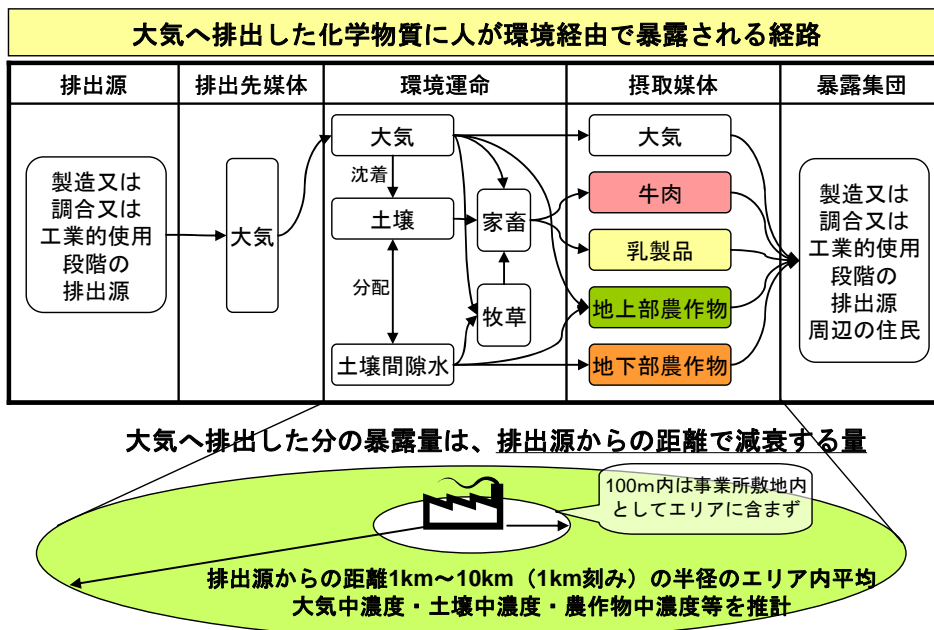 大気へ排出した化学物質に人が環境経由で暴露される経路
排出源
排出先媒体
環境運命
摂取媒体
暴露集団
製造又は
調合又は
工業的使用
段階の
排出源
大気
大気
沈着
土壌
分配
土壌間隙水
家畜
牧草
大気
牛肉
乳製品
地上部農作物
地下部農作物
製造又は
調合又は
工業的使用
段階の
排出源
周辺の住民
大気へ排出した分の暴露量は、排出源からの距離で減衰する量
100m内は事業所敷地内
としてエリアに含まず
排出源からの距離1km～10km（1km刻み）の半径のエリア内平均
大気中濃度・土壌中濃度・農作物中濃度等を推計